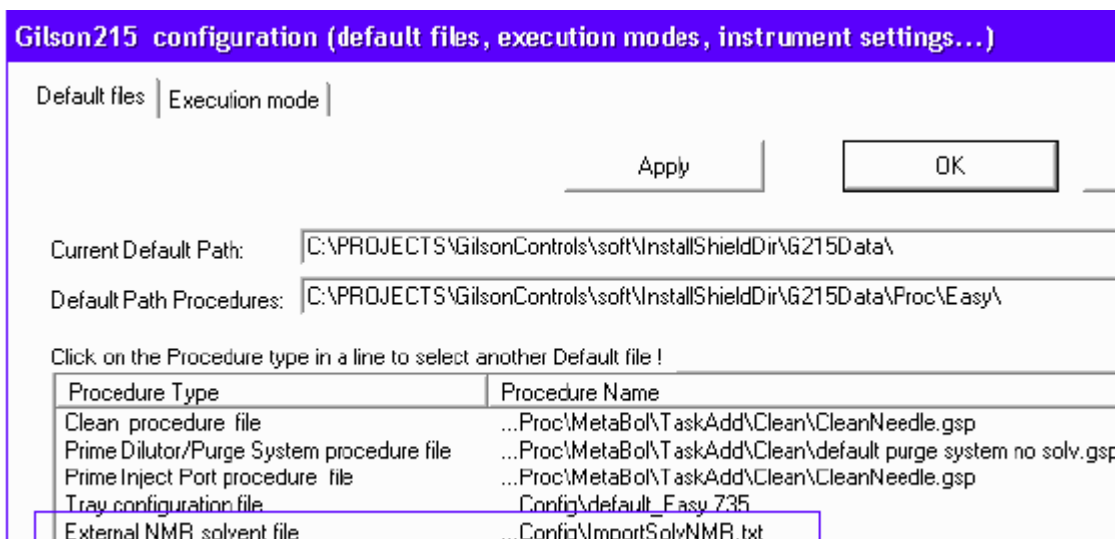 Gilson215 configuration (default files, execution modes, instrument settings...)
Default files Execution mode
Apply OK
Current Default Path: C:\PROJECTS\GilsonControls\soft\InstallShieldDir\G215Data\
Default Path Procedures: C:\PROJECTS\GilsonControls\soft\InstallShieldDir\G215Data\Proc\Easy\
Click on the Procedure type in a line to select another Default file !
Procedure Type Procedure Name
Clean procedure file ...Proc\MetaBol\TaskAdd\Clean\CleanNeedle.gsp
Prime Dilutor/Purge System procedure file ...Proc\MetaBol\TaskAdd\Clean\default purge system no solv.gsp
Prime Inject Port procedure file ...Proc\MetaBol\TaskAdd\Clean\CleanNeedle.gsp
Tray configuration file ...Config\default_Easy.735
External NMR solvent file ...Config\ImportSolvNMR.txt